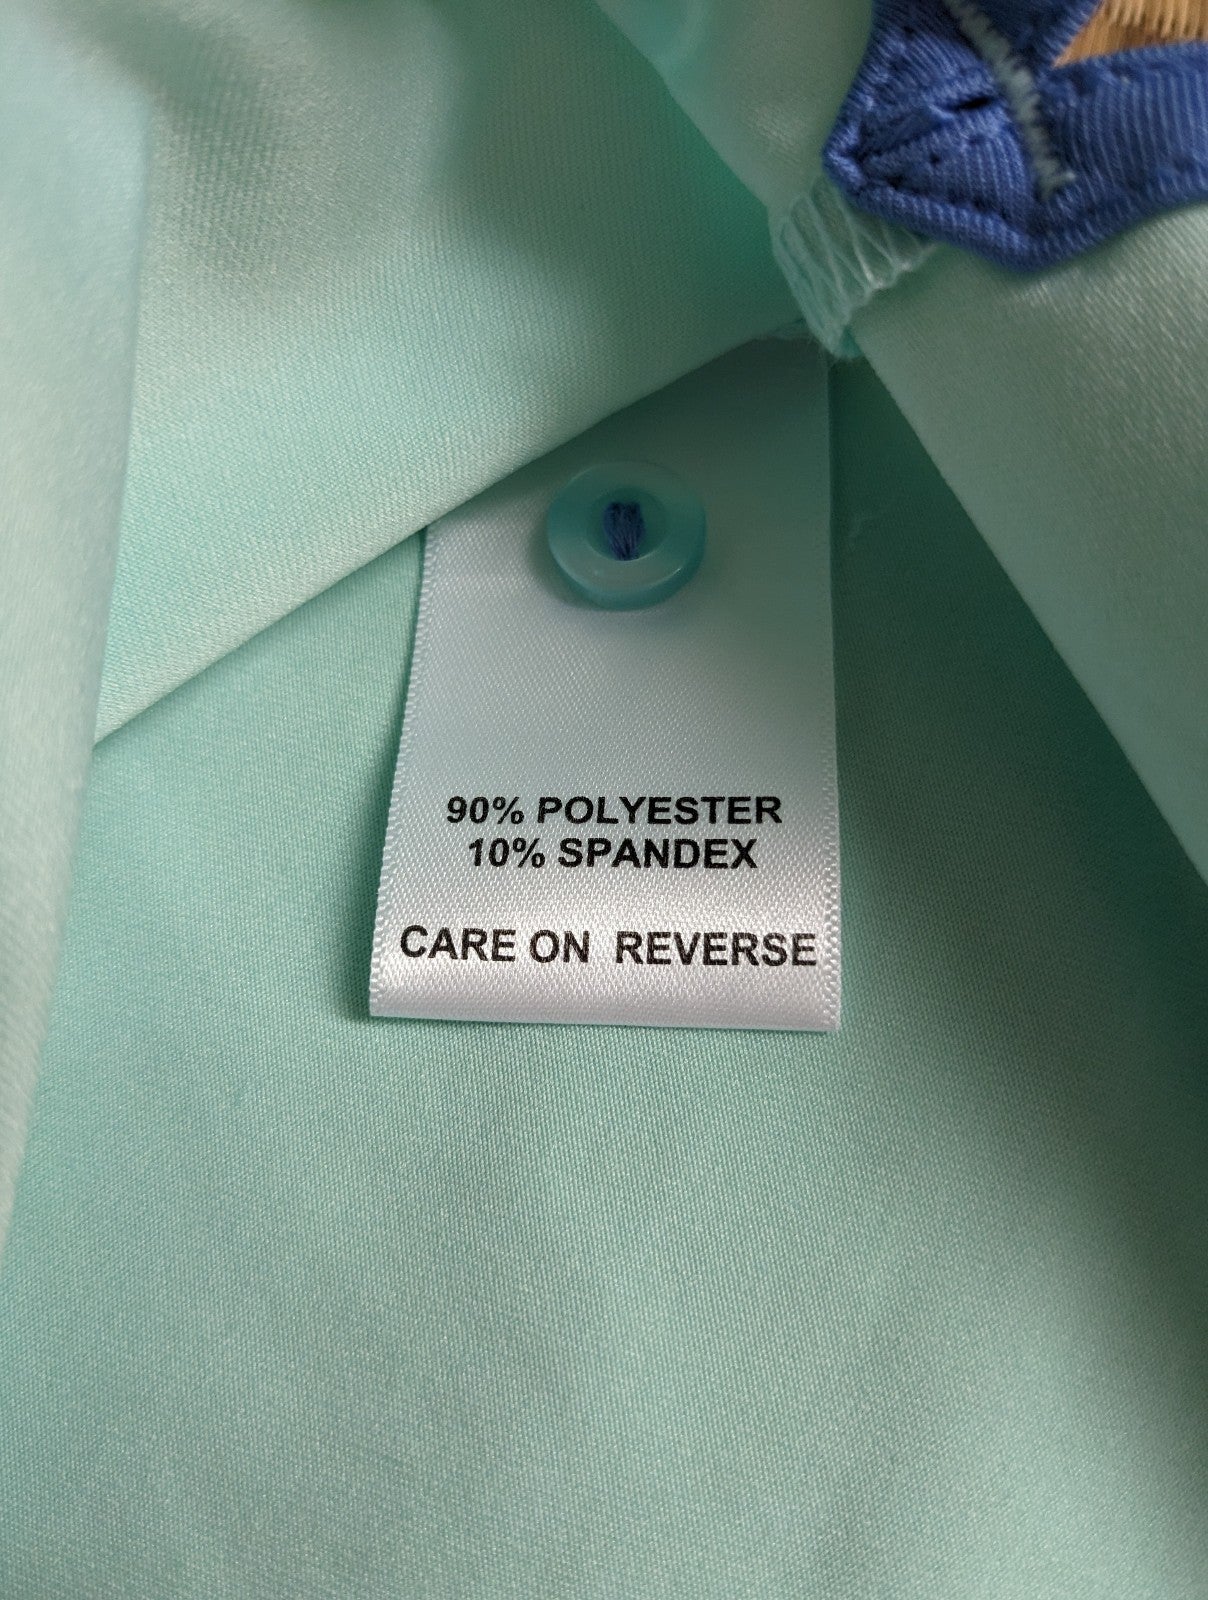 90% POLYESTER
10% SPANDEX
CARE ON REVERSE